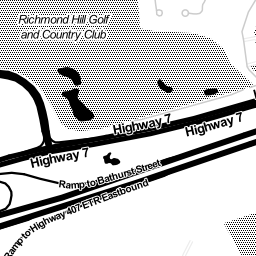 Richmond Hill Golf
and Country Club
Highway 7
Highway 7
Highway 7
Ramp to Bathurst Street
Ramp to Highway 407 ETR Eastbound